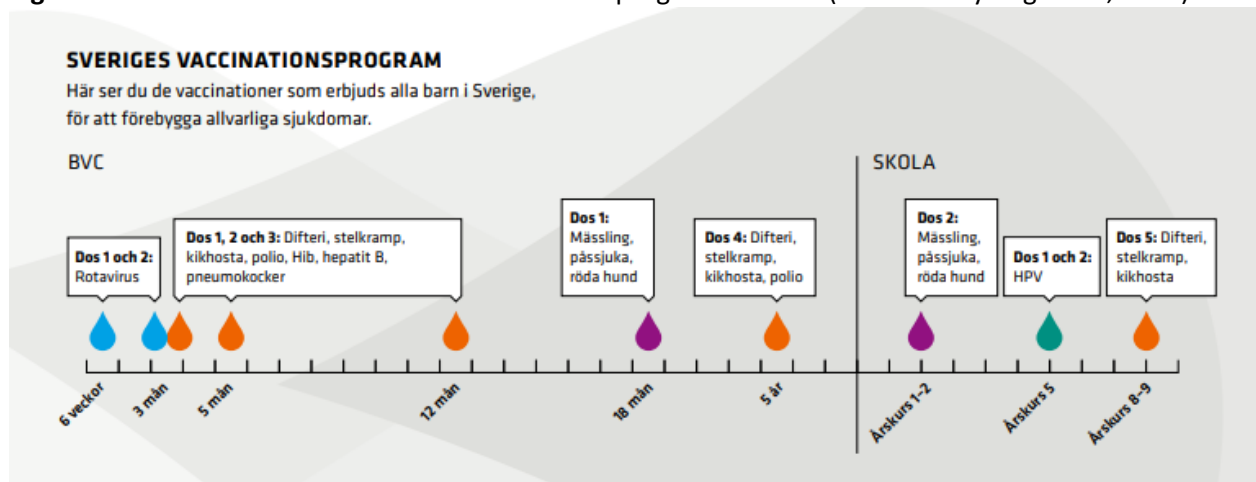 SVERIGES VACCINATIONSPROGRAM
Här ser du de vaccinationer som erbjuds alla barn i Sverige,
för att förebygga allvarliga sjukdomar.
BVC
SKOLA
Dos 1 och 2:
Rotavirus
Dos 1, 2 och 3: Difteri, stelkramp,
kikhosta, polio, Hib, hepatit B,
pneumokocker
Dos 1:
Mässling,
påssjuka,
röda hund
Dos 4: Difteri,
stelkramp,
kikhosta, polio
Dos 2:
Mässling,
påssjuka,
röda hund
Dos 1 och 2:
HPV
Dos 5: Difteri,
stelkramp,
kikhosta
6 veckor
3 mån
5 mån
12 mån
18 mån
5 år
Årskurs 1–2
Årskurs 5
Årskurs 8–9